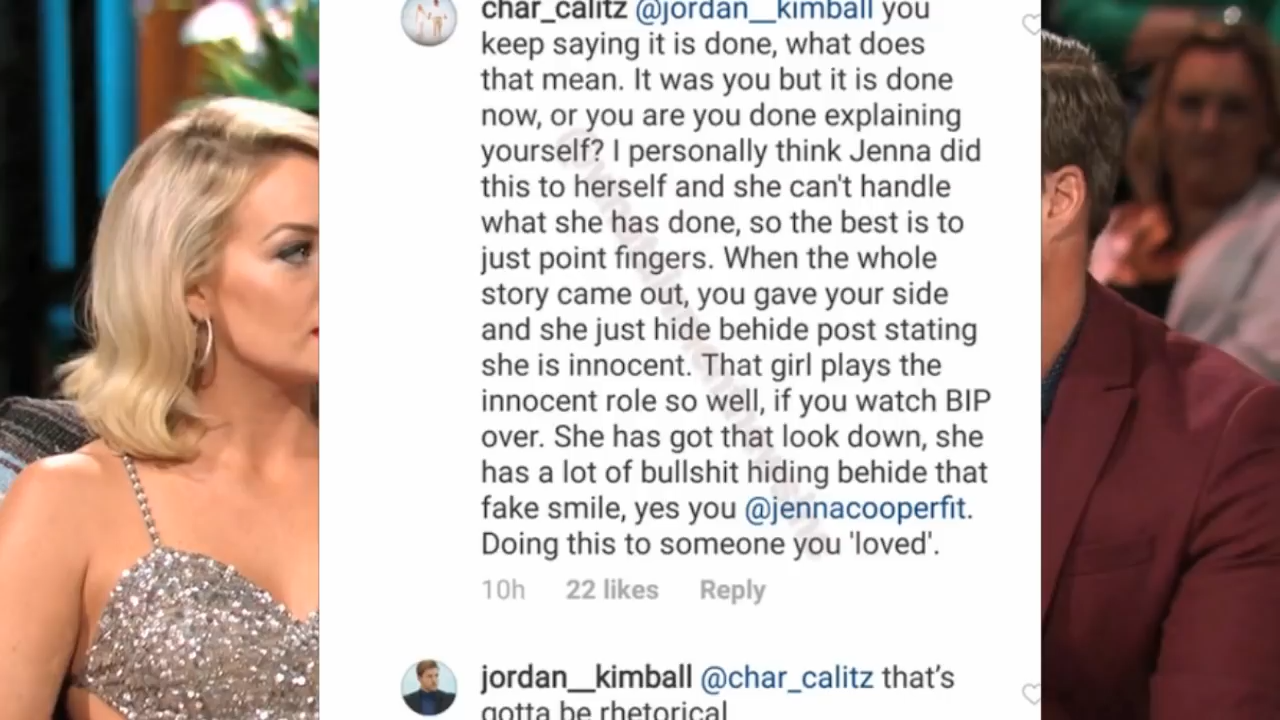 char_calitz @jordan__kimball you
keep saying it is done, what does
that mean. It was you but it is done
now, or you are you done explaining
yourself? I personally think Jenna did
this to herself and she can't handle
what she has done, so the best is to
just point fingers. When the whole
story came out, you gave your side
and she just hide behide post stating
she is innocent. That girl plays the
innocent role so well, if you watch BIP
over. She has got that look down, she
has a lot of bullshit hiding behide that
fake smile, yes you @jennacooperfit.
Doing this to someone you 'loved'.
10h 22 likes Reply
jordan__kimball @char_calitz that’s
gotta be rhetorical